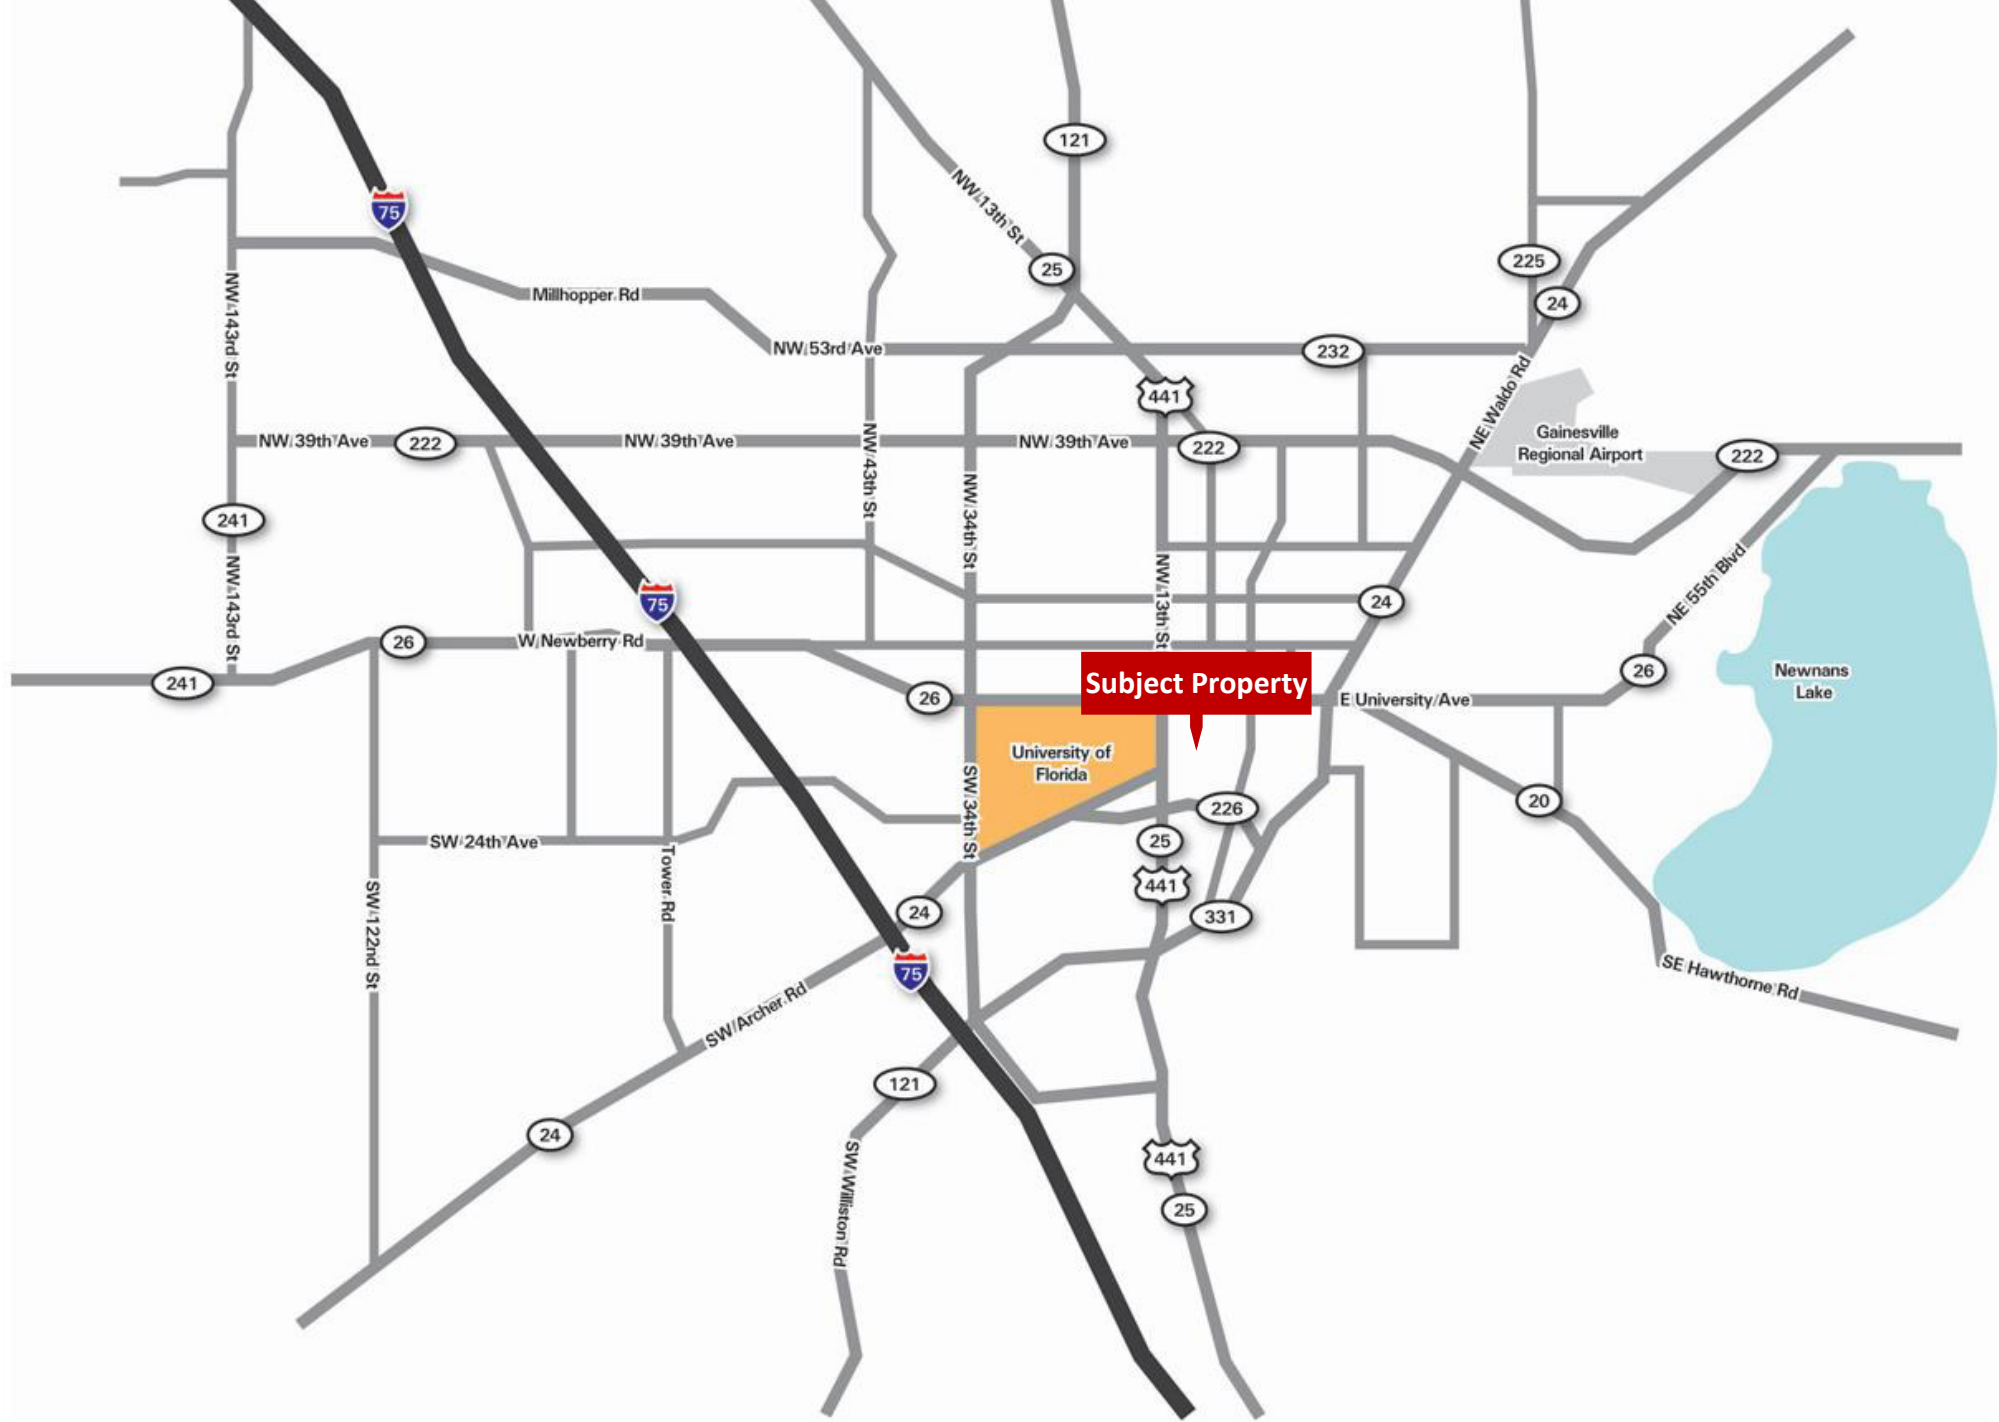 121
NW 13th St
75
25
225
24
NW 143rd St
Millhopper Rd
NW 53rd Ave
232
NE Waldo Rd
441
NW 39th Ave
222
NW 39th Ave
NW 39th Ave
222
Gainesville
Regional Airport
222
NW 43th St
NW 34th St
241
NW 143rd St
NW 13th St
NE 55th Blvd
75
24
26
W Newberry Rd
241
26
Subject Property
E University Ave
26
Newnans
Lake
University of
Florida
SW 34th St
226
20
SW 24th Ave
Tower Rd
25
441
SW 122nd St
24
331
75
SW Archer Rd
SE Hawthorne Rd
121
24
SW Williston Rd
441
25